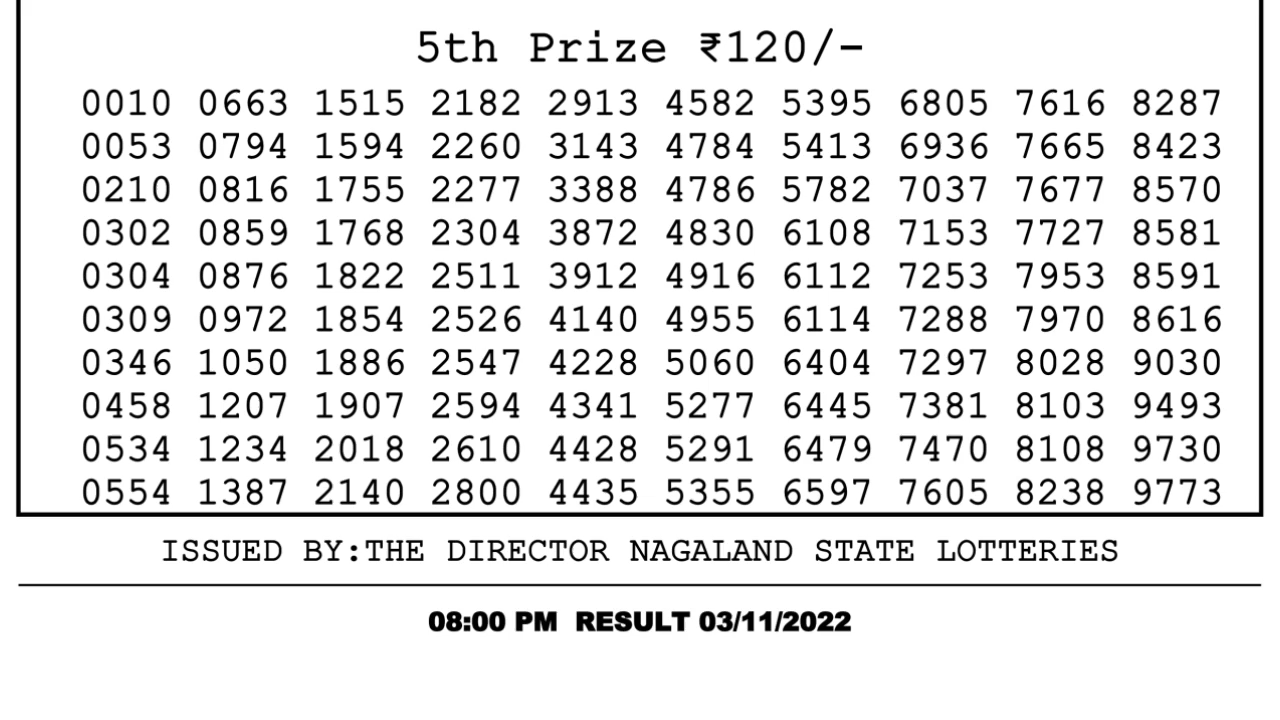 5th Prize ₹120/-
0010 0663 1515 2182 2913 4582 5395 6805 7616 8287
0053 0794 1594 2260 3143 4784 5413 6936 7665 8423
0210 0816 1755 2277 3388 4786 5782 7037 7677 8570
0302 0859 1768 2304 3872 4830 6108 7153 7727 8581
0304 0876 1822 2511 3912 4916 6112 7253 7953 8591
0309 0972 1854 2526 4140 4955 6114 7288 7970 8616
0346 1050 1886 2547 4228 5060 6404 7297 8028 9030
0458 1207 1907 2594 4341 5277 6445 7381 8103 9493
0534 1234 2018 2610 4428 5291 6479 7470 8108 9730
0554 1387 2140 2800 4435 5355 6597 7605 8238 9773
ISSUED BY:THE DIRECTOR NAGALAND STATE LOTTERIES
08:00 PM RESULT 03/11/2022